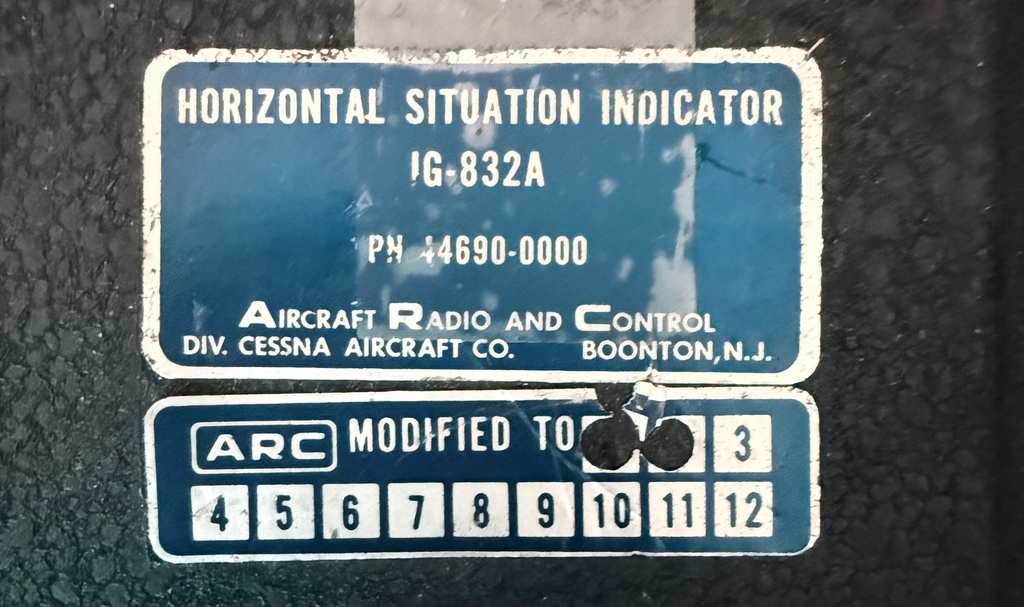 HORIZONTAL SITUATION INDICATOR
IG-832A
PN 44690-0000
AIRCRAFT RADIO AND CONTROL
DIV. CESSNA AIRCRAFT CO. BOONTON, N.J.
ARC MODIFIED TO 3
4 5 6 7 8 9 10 11 12